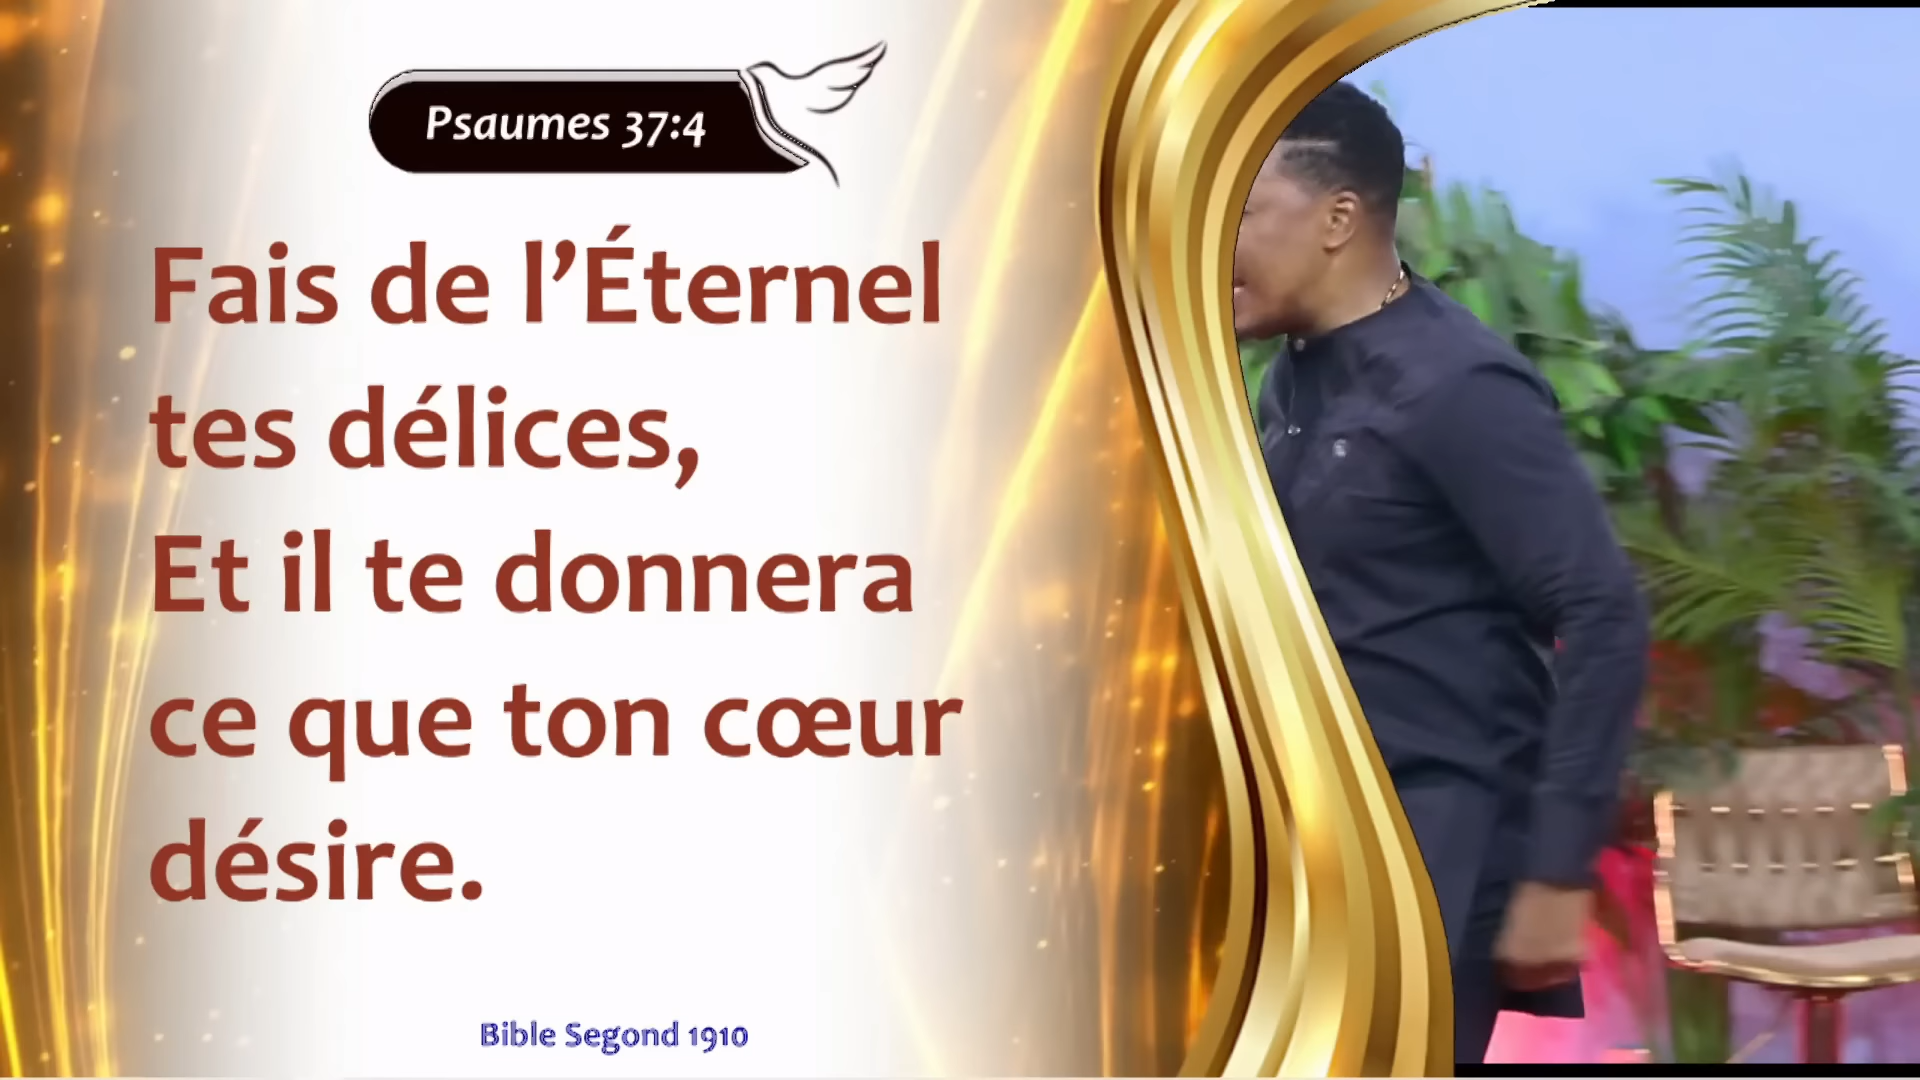 Psaumes 37:4
Fais de l’Éternel
tes délices,
Et il te donnera
ce que ton cœur
désire.
Bible Segond 1910